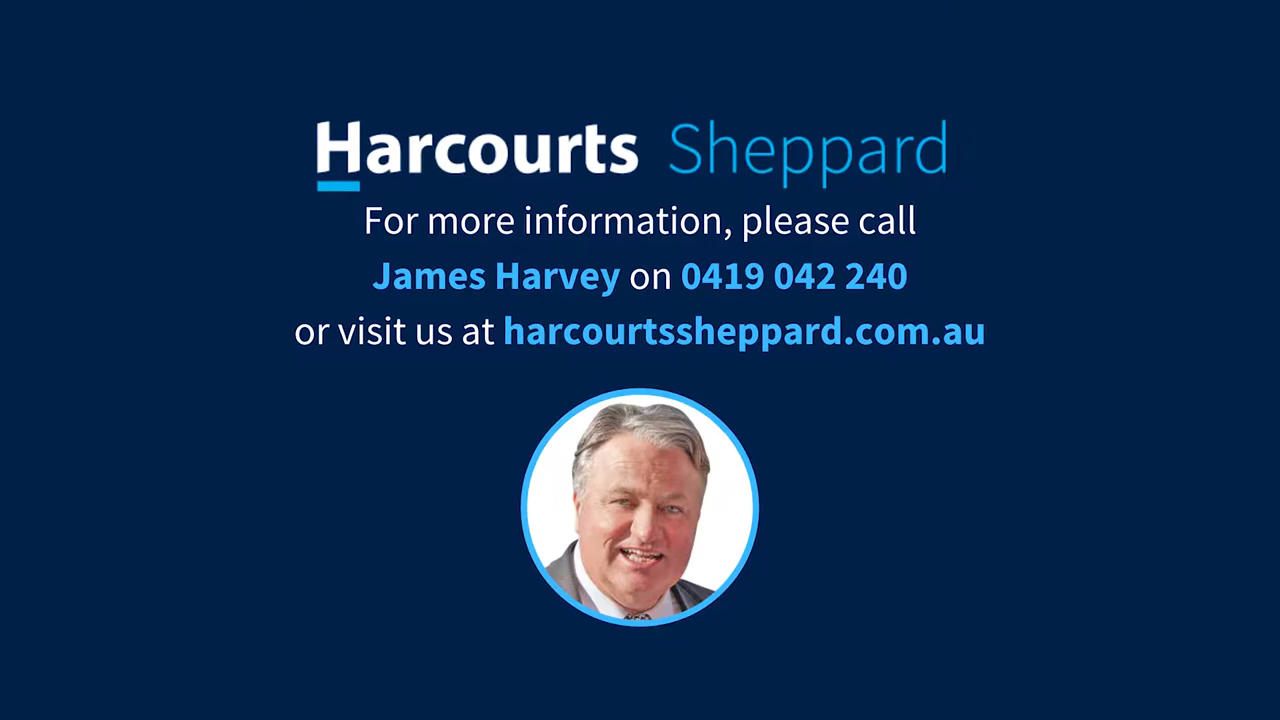 Harcourts Sheppard
For more information, please call
James Harvey on 0419 042 240
or visit us at harcourtssheppard.com.au